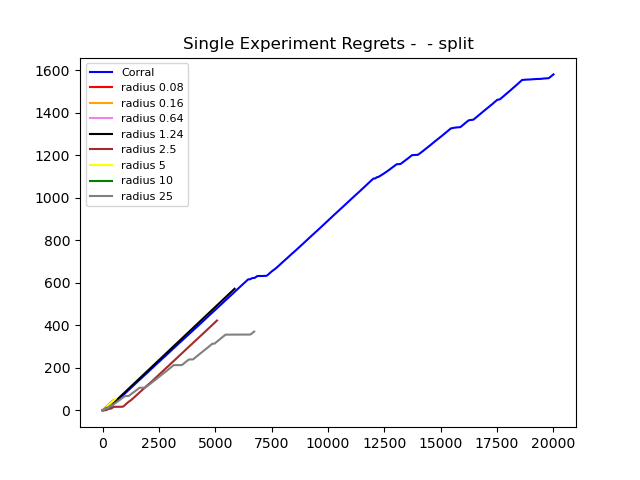 Single Experiment Regrets -  - split
1600
1400
1200
1000
800
600
400
200
0
Corral
radius 0.08
radius 0.16
radius 0.64
radius 1.24
radius 2.5
radius 5
radius 10
radius 25
0 2500 5000 7500 10000 12500 15000 17500 20000